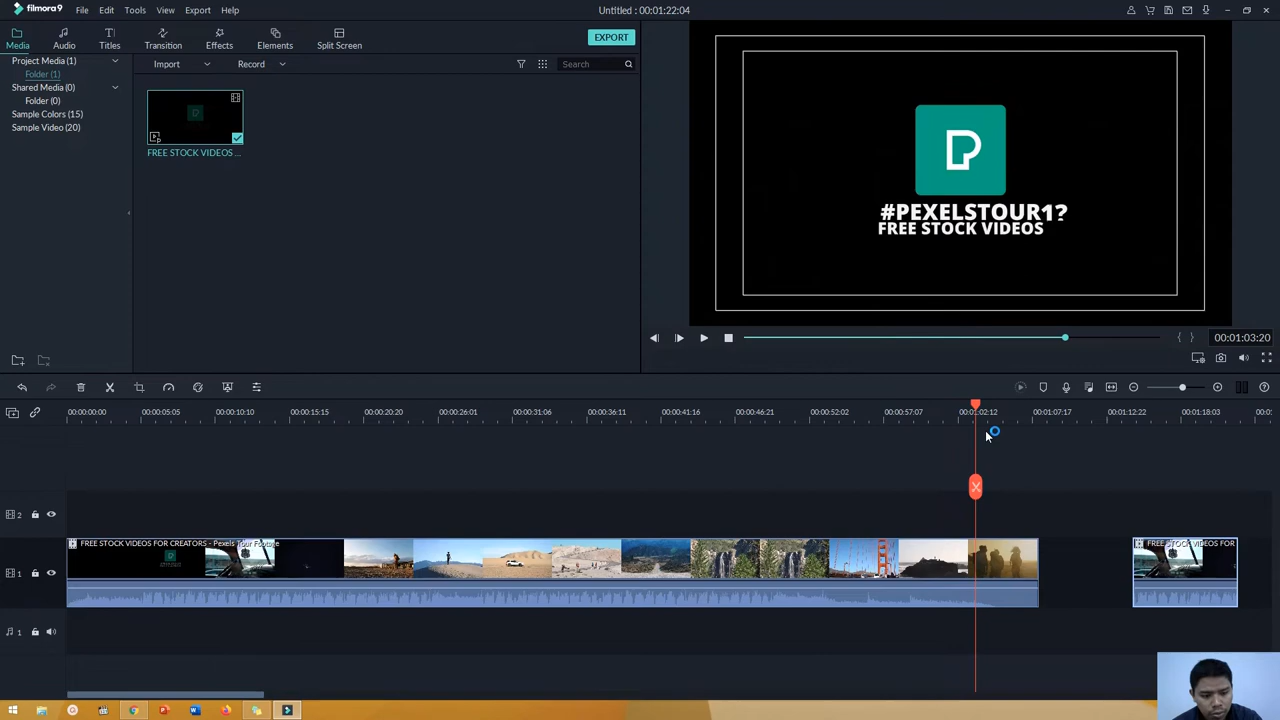 filmora9 File Edit Tools View Export Help Untitled : 00:01:22:04
Media Audio Titles Transition Effects Elements Split Screen EXPORT
Project Media (1)
Folder (1)
Shared Media (0)
Folder (0)
Sample Colors (15)
Sample Video (20)
Import Record Search
FREE STOCK VIDEOS ...
#PEXELSTOUR1?
FREE STOCK VIDEOS
00:01:03:20
00:00:00:00 00:00:05:05 00:00:10:10 00:00:15:15 00:00:20:20 00:00:26:01 00:00:31:06 00:00:36:11 00:00:41:16 00:00:46:21 00:00:52:02 00:00:57:07 00:01:02:12 00:01:07:17 00:01:12:22 00:01:18:03
2
FREE STOCK VIDEOS FOR CREATORS - Pexels Tour Footage FREE STOCK VIDEOS FOR
1
1